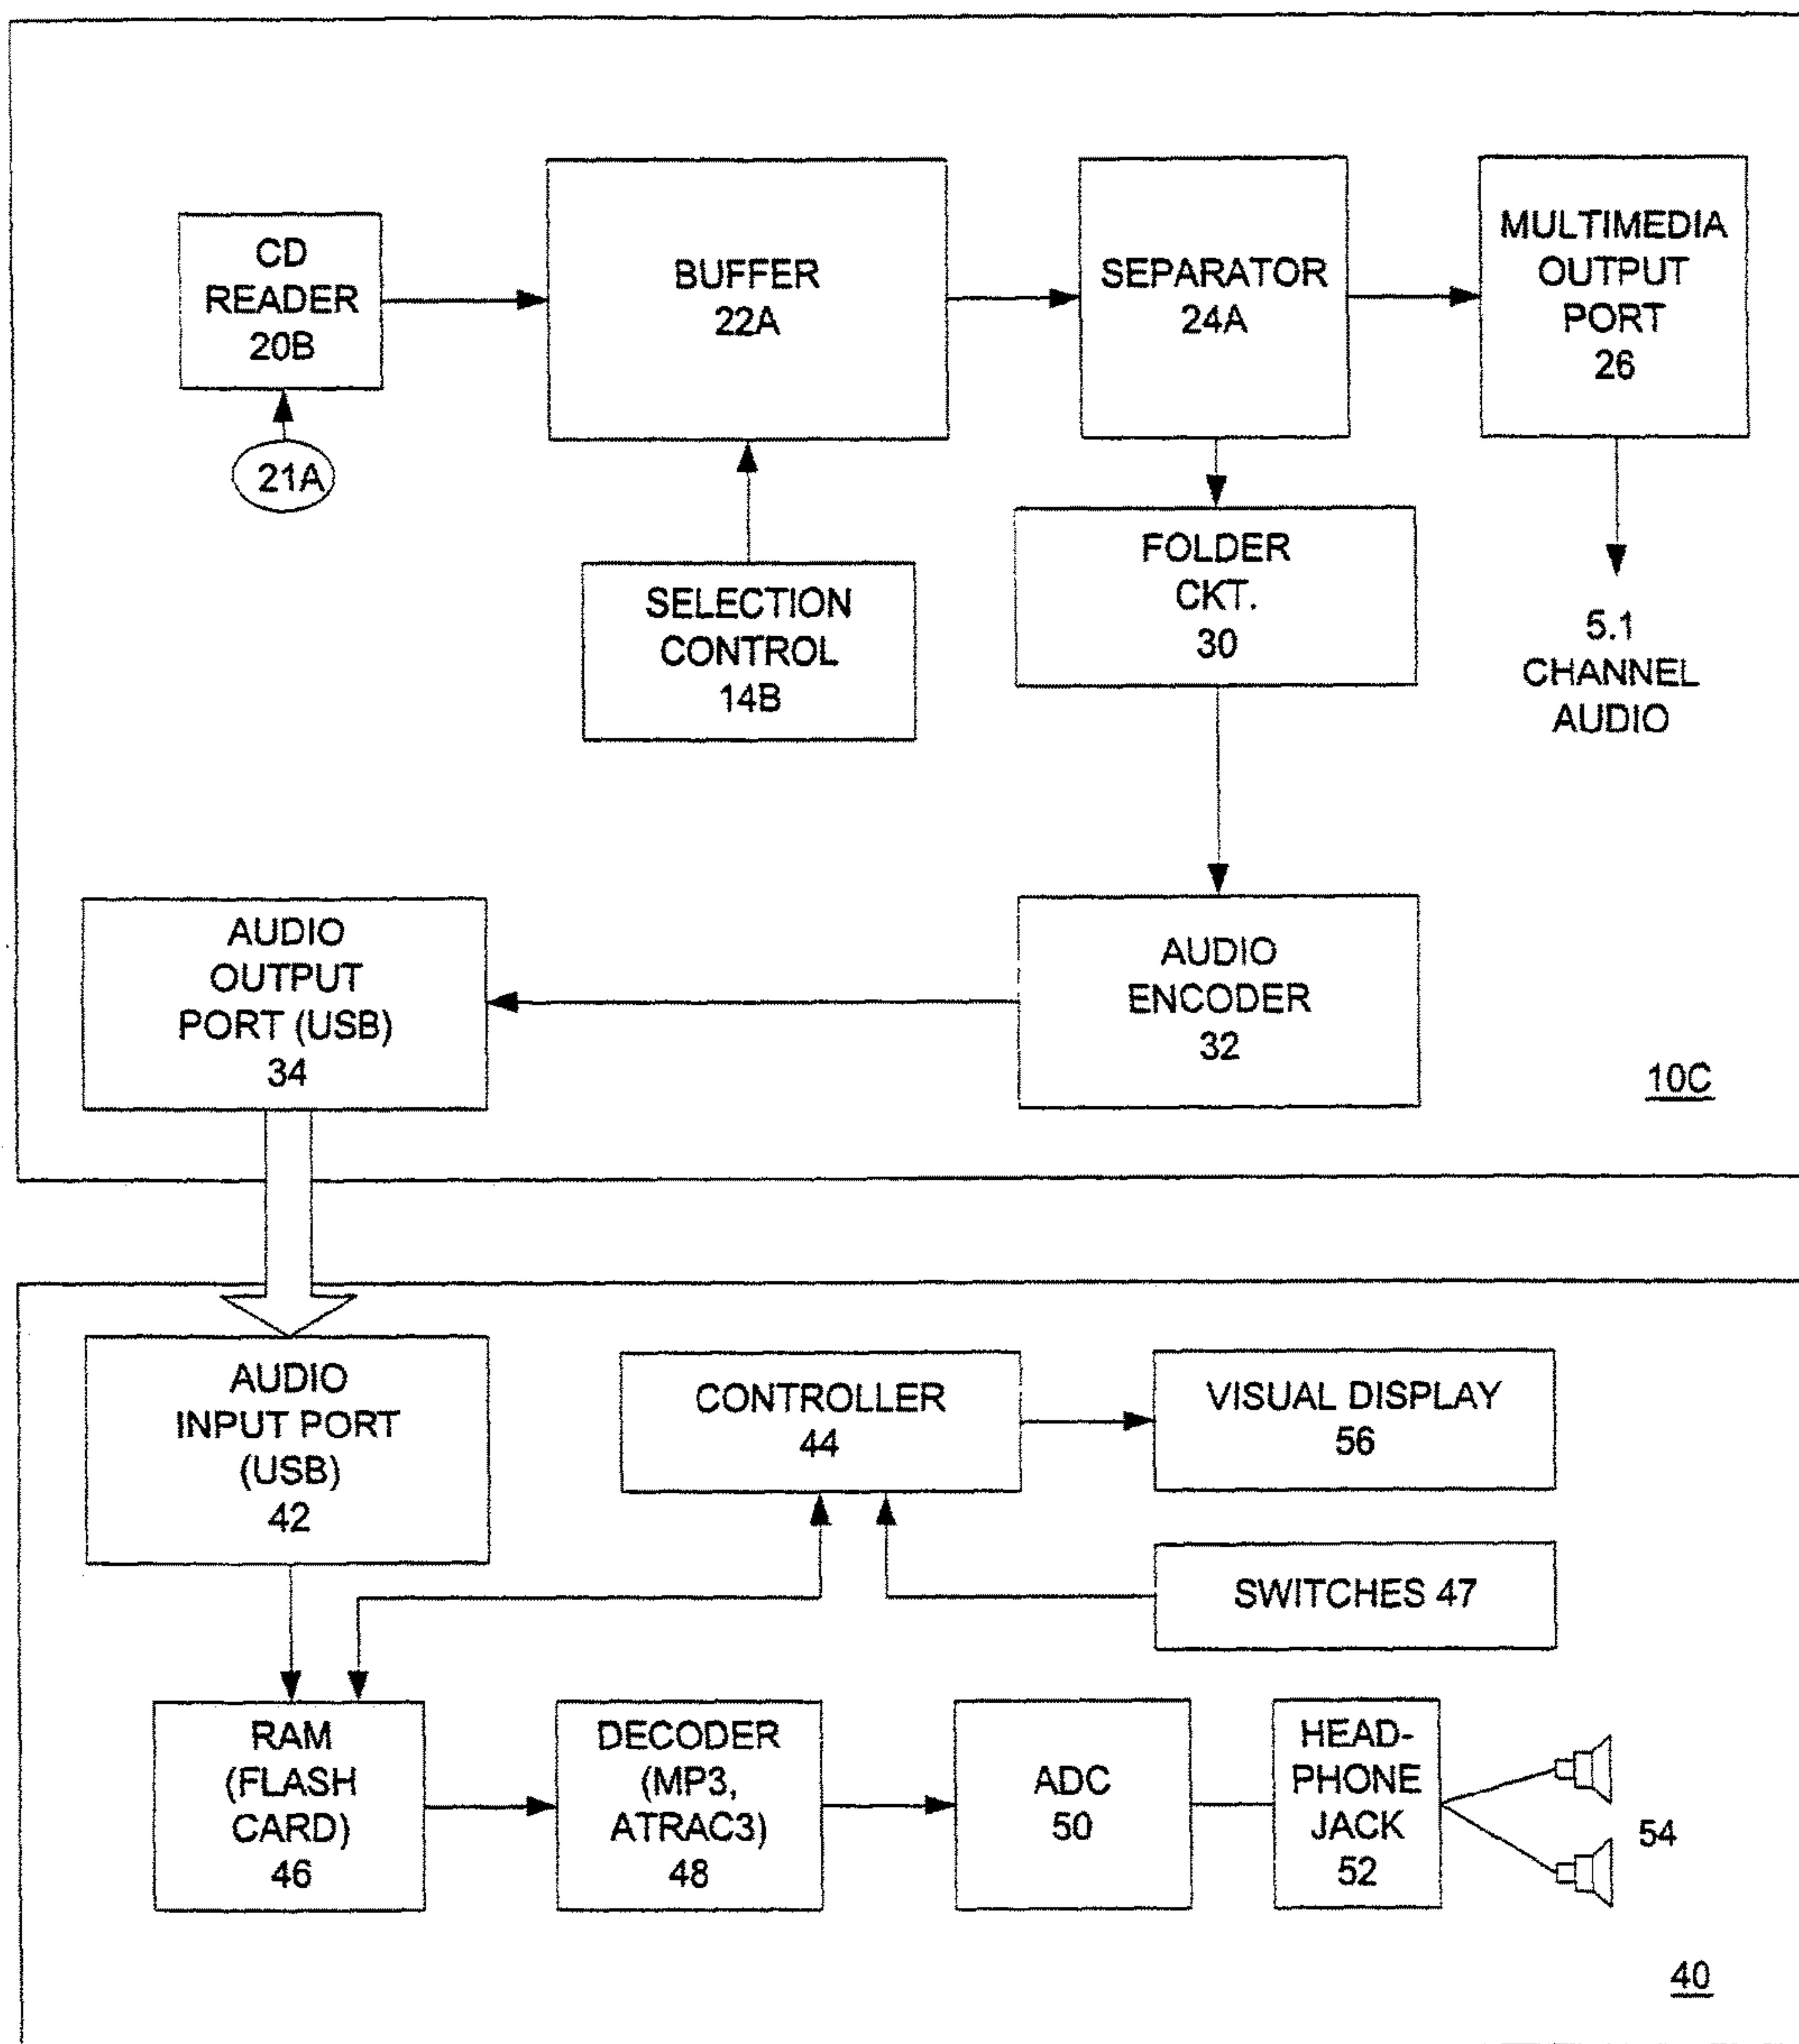 CD
READER
20B
21A
BUFFER
22A
SELECTION
CONTROL
14B
SEPARATOR
24A
MULTIMEDIA
OUTPUT
PORT
26
5.1
CHANNEL
AUDIO
FOLDER
CKT.
30
AUDIO
ENCODER
32
AUDIO
OUTPUT
PORT (USB)
34
10C
AUDIO
INPUT PORT
(USB)
42
CONTROLLER
44
VISUAL DISPLAY
56
SWITCHES 47
RAM
(FLASH
CARD)
46
DECODER
(MP3,
ATRAC3)
48
ADC
50
HEAD-
PHONE
JACK
52
54
40